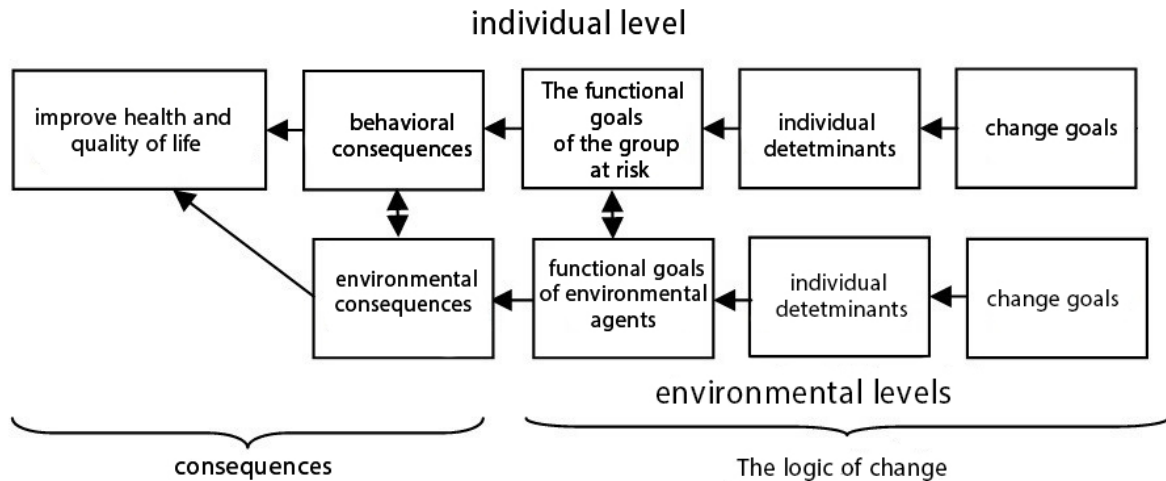 individual level
improve health and
quality of life
behavioral
consequences
The functional
goals
of the group
at risk
individual
detetminants
change goals
environmental
consequences
functional goals
of environmental
agents
individual
detetminants
change goals
environmental levels
consequences
The logic of change